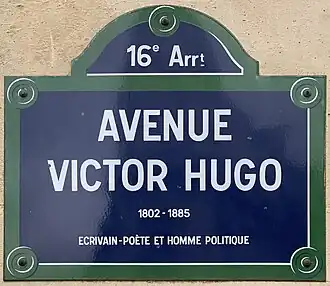 16e Arrt
AVENUE
VICTOR HUGO
1802 - 1885
ECRIVAIN-POÈTE ET HOMME POLITIQUE